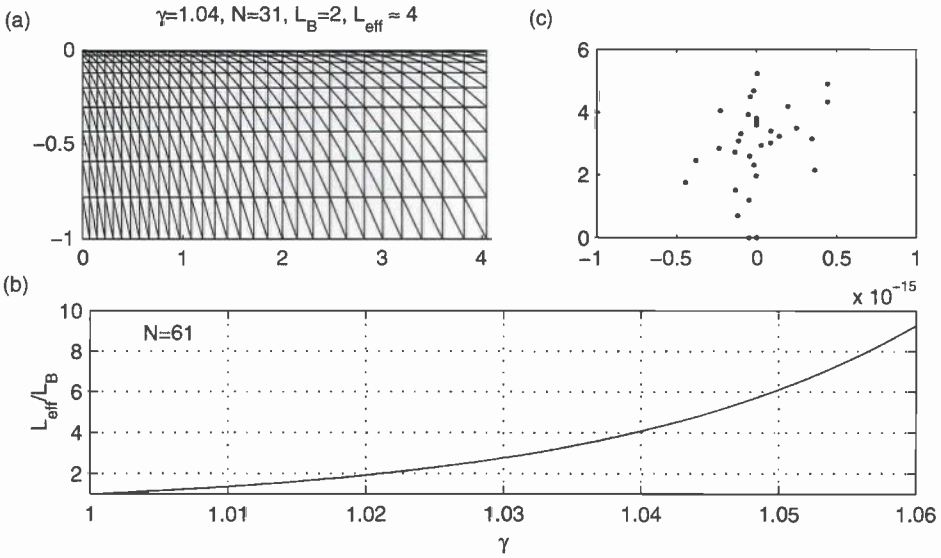 (a)
γ=1.04, N=31, L_B=2, L_eff ≈ 4
0
−0.5
−1
0 1 2 3 4
(c)
6
4
2
0
−1 −0.5 0 0.5 1
x 10^−15
(b)
L_eff/L_B
10
8
6
4
2
N=61
1 1.01 1.02 1.03 1.04 1.05 1.06
γ